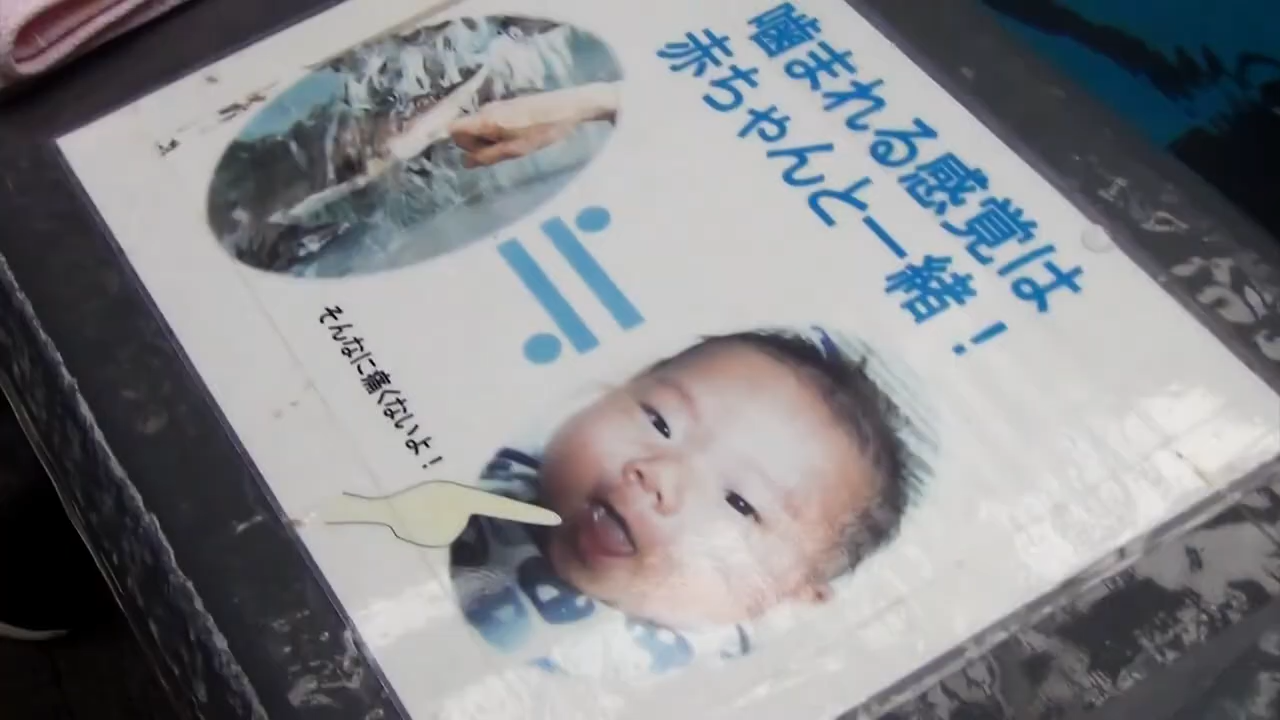 噛まれる感覚は
赤ちゃんと一緒！
≒
そんなに痛くないよ！